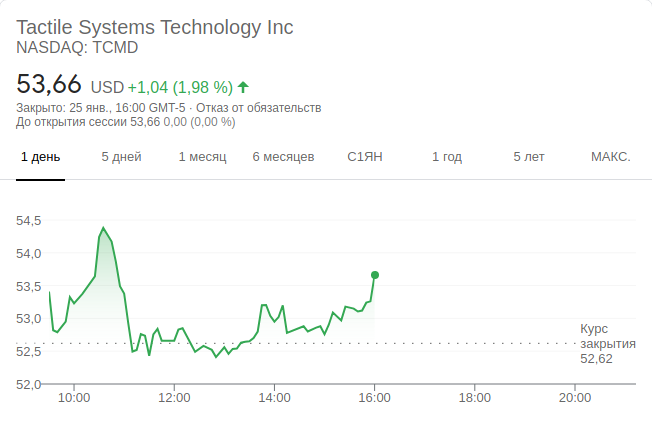 Tactile Systems Technology Inc
NASDAQ: TCMD
53,66 USD +1,04 (1,98 %)
Закрыто: 25 янв., 16:00 GMT-5 · Отказ от обязательств
До открытия сессии 53,66 0,00 (0,00 %)
1 день 5 дней 1 месяц 6 месяцев С1ЯН 1 год 5 лет МАКС.
54,5
54,0
53,5
53,0
52,5
52,0
Курс
закрытия
52,62
10:00 12:00 14:00 16:00 18:00 20:00